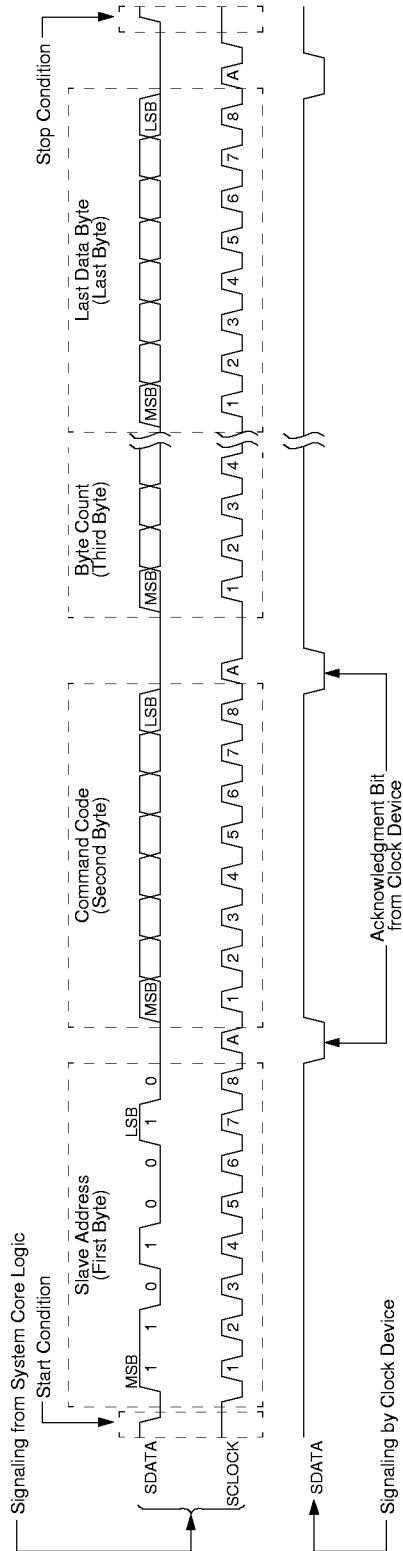 Signaling from System Core Logic
Start Condition
Stop Condition
Slave Address
(First Byte)
Command Code
(Second Byte)
Byte Count
(Third Byte)
Last Data Byte
(Last Byte)
MSB
LSB
SDATA
1 1 0 1 0 0 1 0
MSB
LSB
MSB
MSB
LSB
SCLOCK
1 2 3 4 5 6 7 8 A
1 2 3 4 5 6 7 8 A
1 2 3 4
1 2 3 4 5 6 7 8 A
SDATA
Signaling by Clock Device
Acknowledgment Bit
from Clock Device